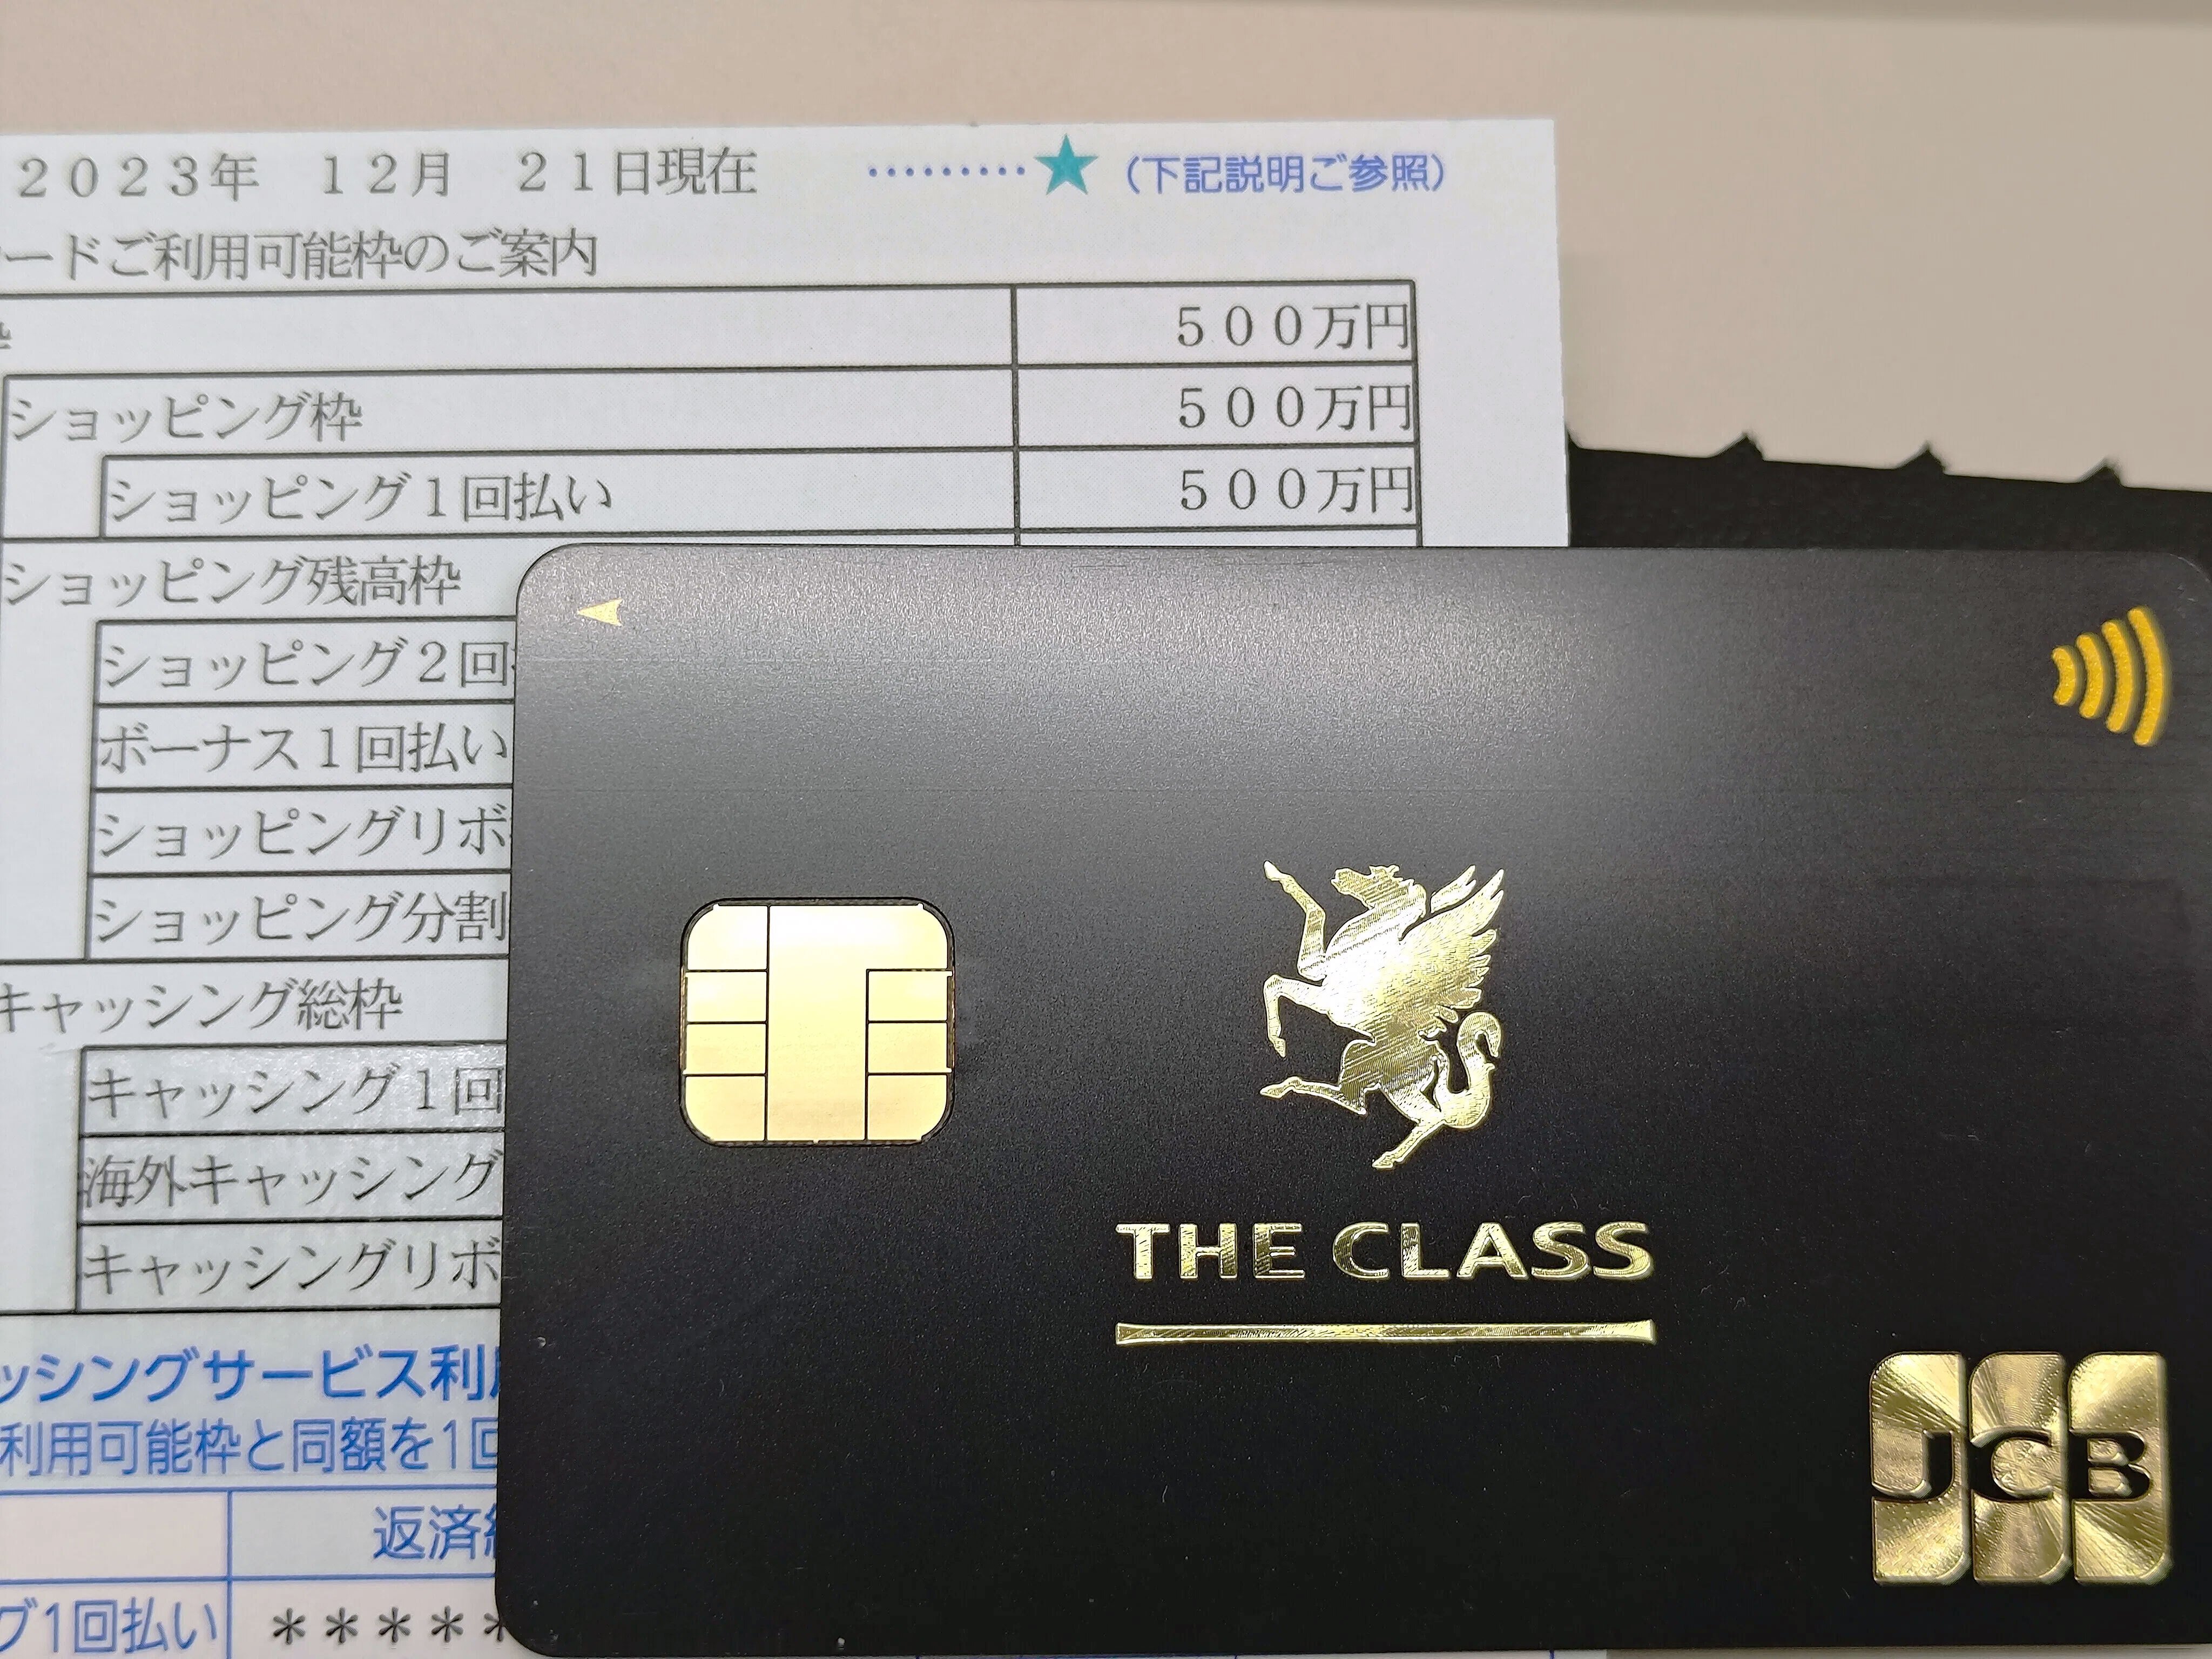 ２０２３年　１２月　２１日現在　………★（下記説明ご参照）
ードご利用可能枠のご案内
５００万円
ショッピング枠　５００万円
ショッピング１回払い　５００万円
ショッピング残高枠
ショッピング２回
ボーナス１回払い
ショッピングリボ
ショッピング分割
キャッシング総枠
キャッシング１回
海外キャッシング
キャッシングリボ
ッシングサービス利
利用可能枠と同額を1回
返済
グ1回払い　＊＊＊＊
THE CLASS
JCB